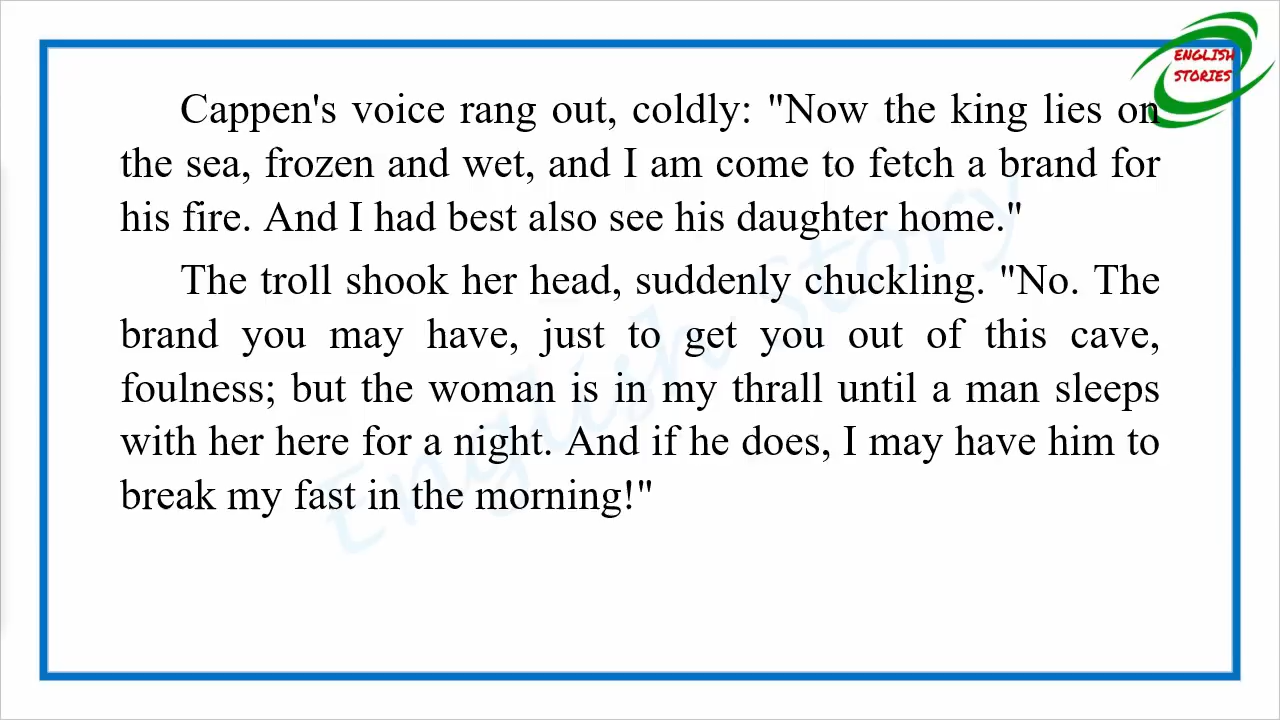 ENGLISH
STORIES
Cappen's voice rang out, coldly: "Now the king lies on
the sea, frozen and wet, and I am come to fetch a brand for
his fire. And I had best also see his daughter home."
The troll shook her head, suddenly chuckling. "No. The
brand you may have, just to get you out of this cave,
foulness; but the woman is in my thrall until a man sleeps
with her here for a night. And if he does, I may have him to
break my fast in the morning!"
English Story